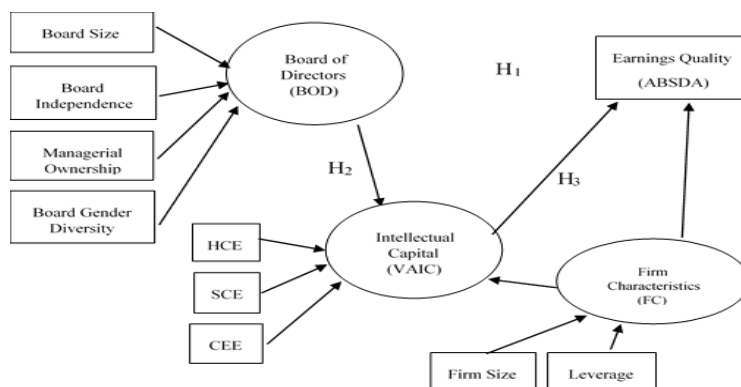 Board Size
Board
Independence
Managerial
Ownership
Board Gender
Diversity
Board of
Directors
(BOD)
H1
Earnings Quality
(ABSDA)
H2
H3
HCE
SCE
CEE
Intellectual
Capital
(VAIC)
Firm
Characteristics
(FC)
Firm Size
Leverage